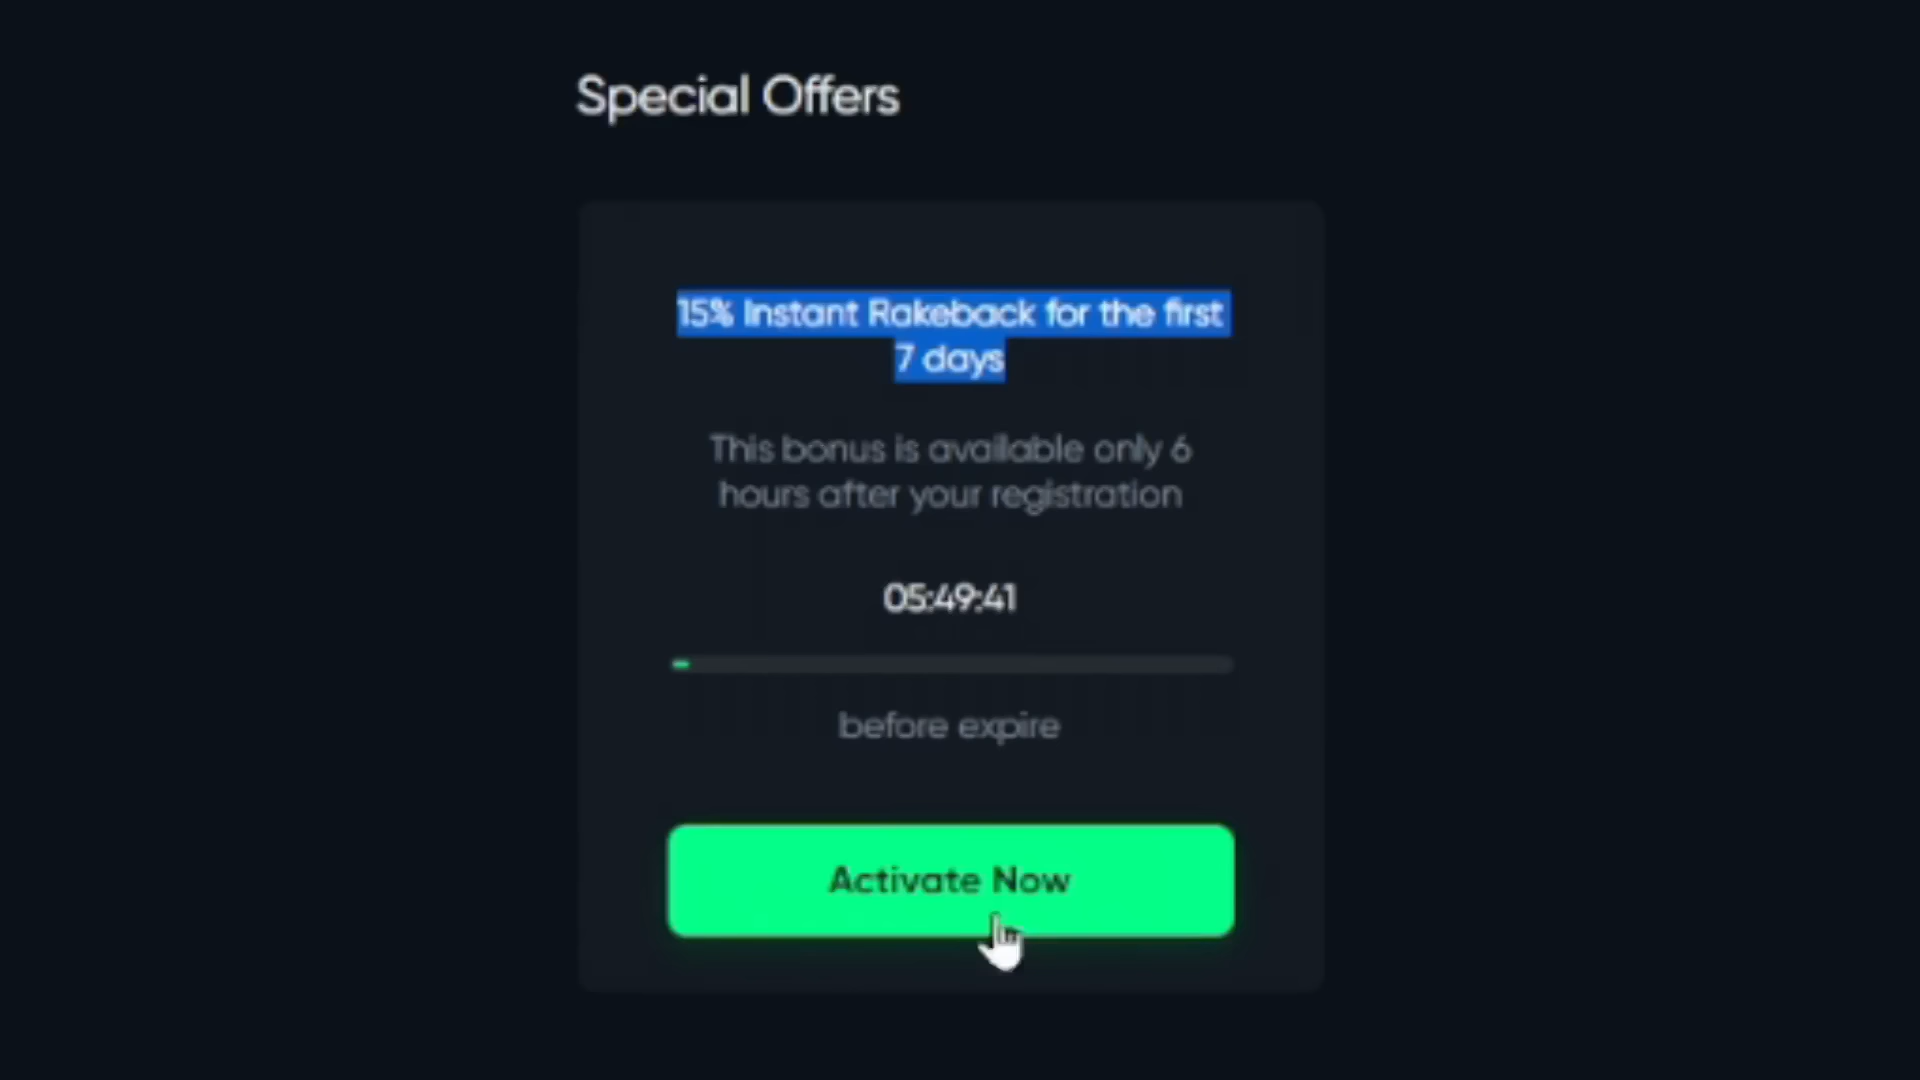 Special Offers
15% Instant Rakeback for the first
7 days
This bonus is available only 6
hours after your registration
05:49:41
before expire
Activate Now